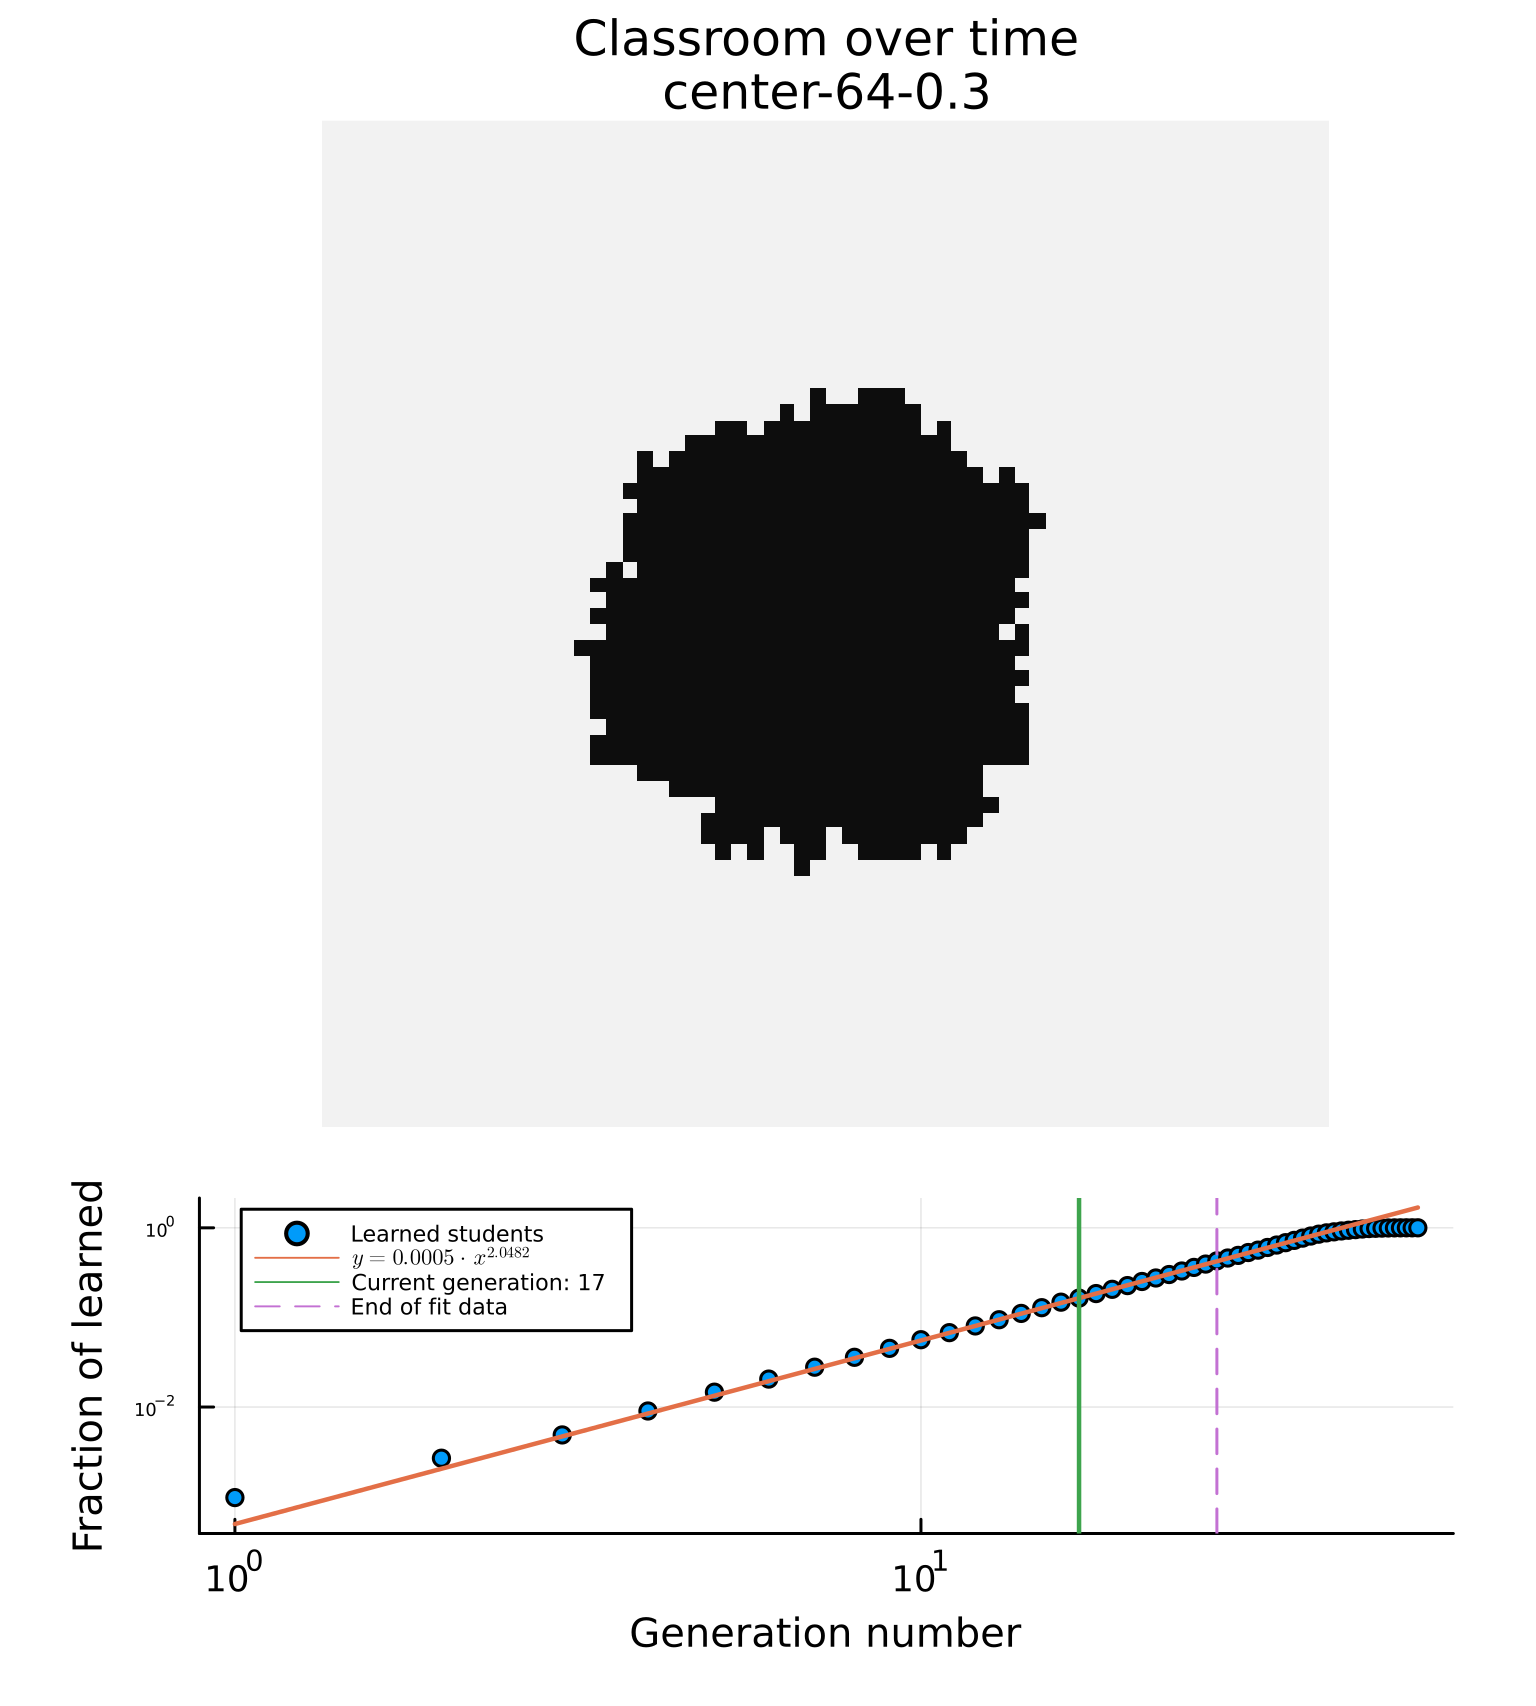 Classroom over time
center-64-0.3
Fraction of learned
10^0
10^-2
Learned students
y = 0.0005 · x^2.0482
Current generation: 17
End of fit data
10^0
10^1
Generation number